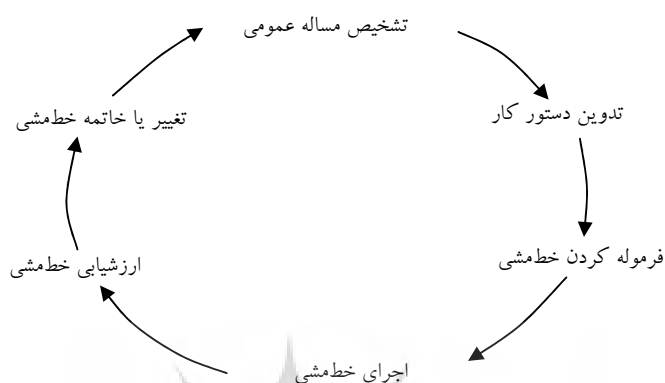 تشخیص مساله عمومی
تدوین دستور کار
فرموله کردن خط‌مشی
اجرای خط‌مشی
ارزشیابی خط‌مشی
تغییر یا خاتمه خط‌مشی